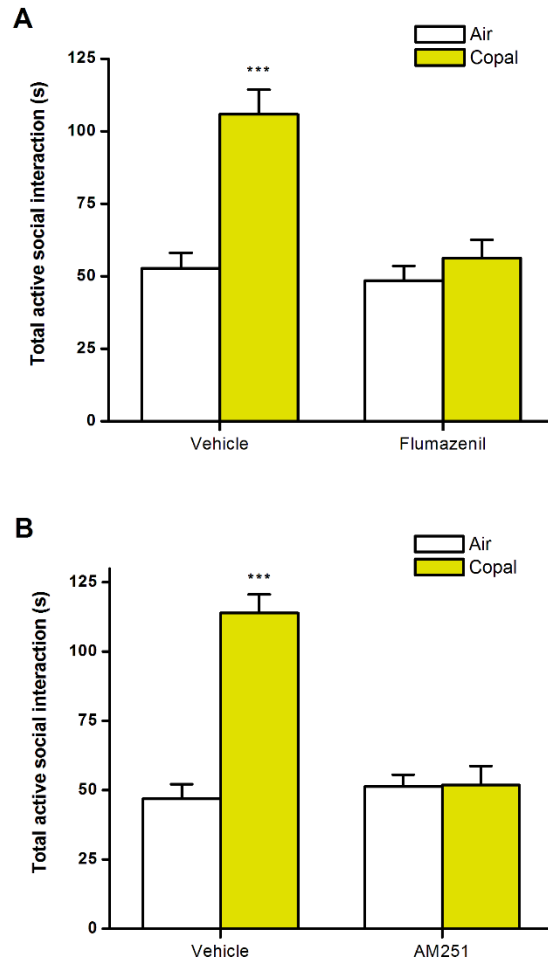 A
Air
Copal
Total active social interaction (s)
125
100
75
50
25
0
***
Vehicle
Flumazenil
B
Air
Copal
Total active social interaction (s)
125
100
75
50
25
0
***
Vehicle
AM251